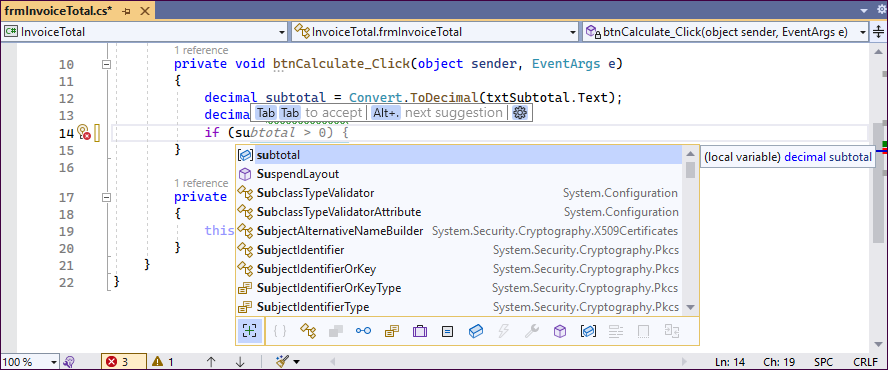 frmInvoiceTotal.cs*
C# InvoiceTotal InvoiceTotal.frmInvoiceTotal btnCalculate_Click(object sender, EventArgs e)
1 reference
10 private void btnCalculate_Click(object sender, EventArgs e)
11 {
12 decimal subtotal = Convert.ToDecimal(txtSubtotal.Text);
13 decima
Tab Tab to accept | Alt+. next suggestion |
14 if (subtotal > 0) {
15 }
16
subtotal
(local variable) decimal subtotal
SuspendLayout
SubclassTypeValidator System.Configuration
SubclassTypeValidatorAttribute System.Configuration
SubjectAlternativeNameBuilder System.Security.Cryptography.X509Certificates
SubjectIdentifier System.Security.Cryptography.Pkcs
SubjectIdentifierOrKey System.Security.Cryptography.Pkcs
SubjectIdentifierOrKeyType System.Security.Cryptography.Pkcs
SubjectIdentifierType System.Security.Cryptography.Pkcs
1 reference
17 private
18 {
19 this
20 }
21 }
22 }
100 % 3 1 Ln: 14 Ch: 19 SPC CRLF